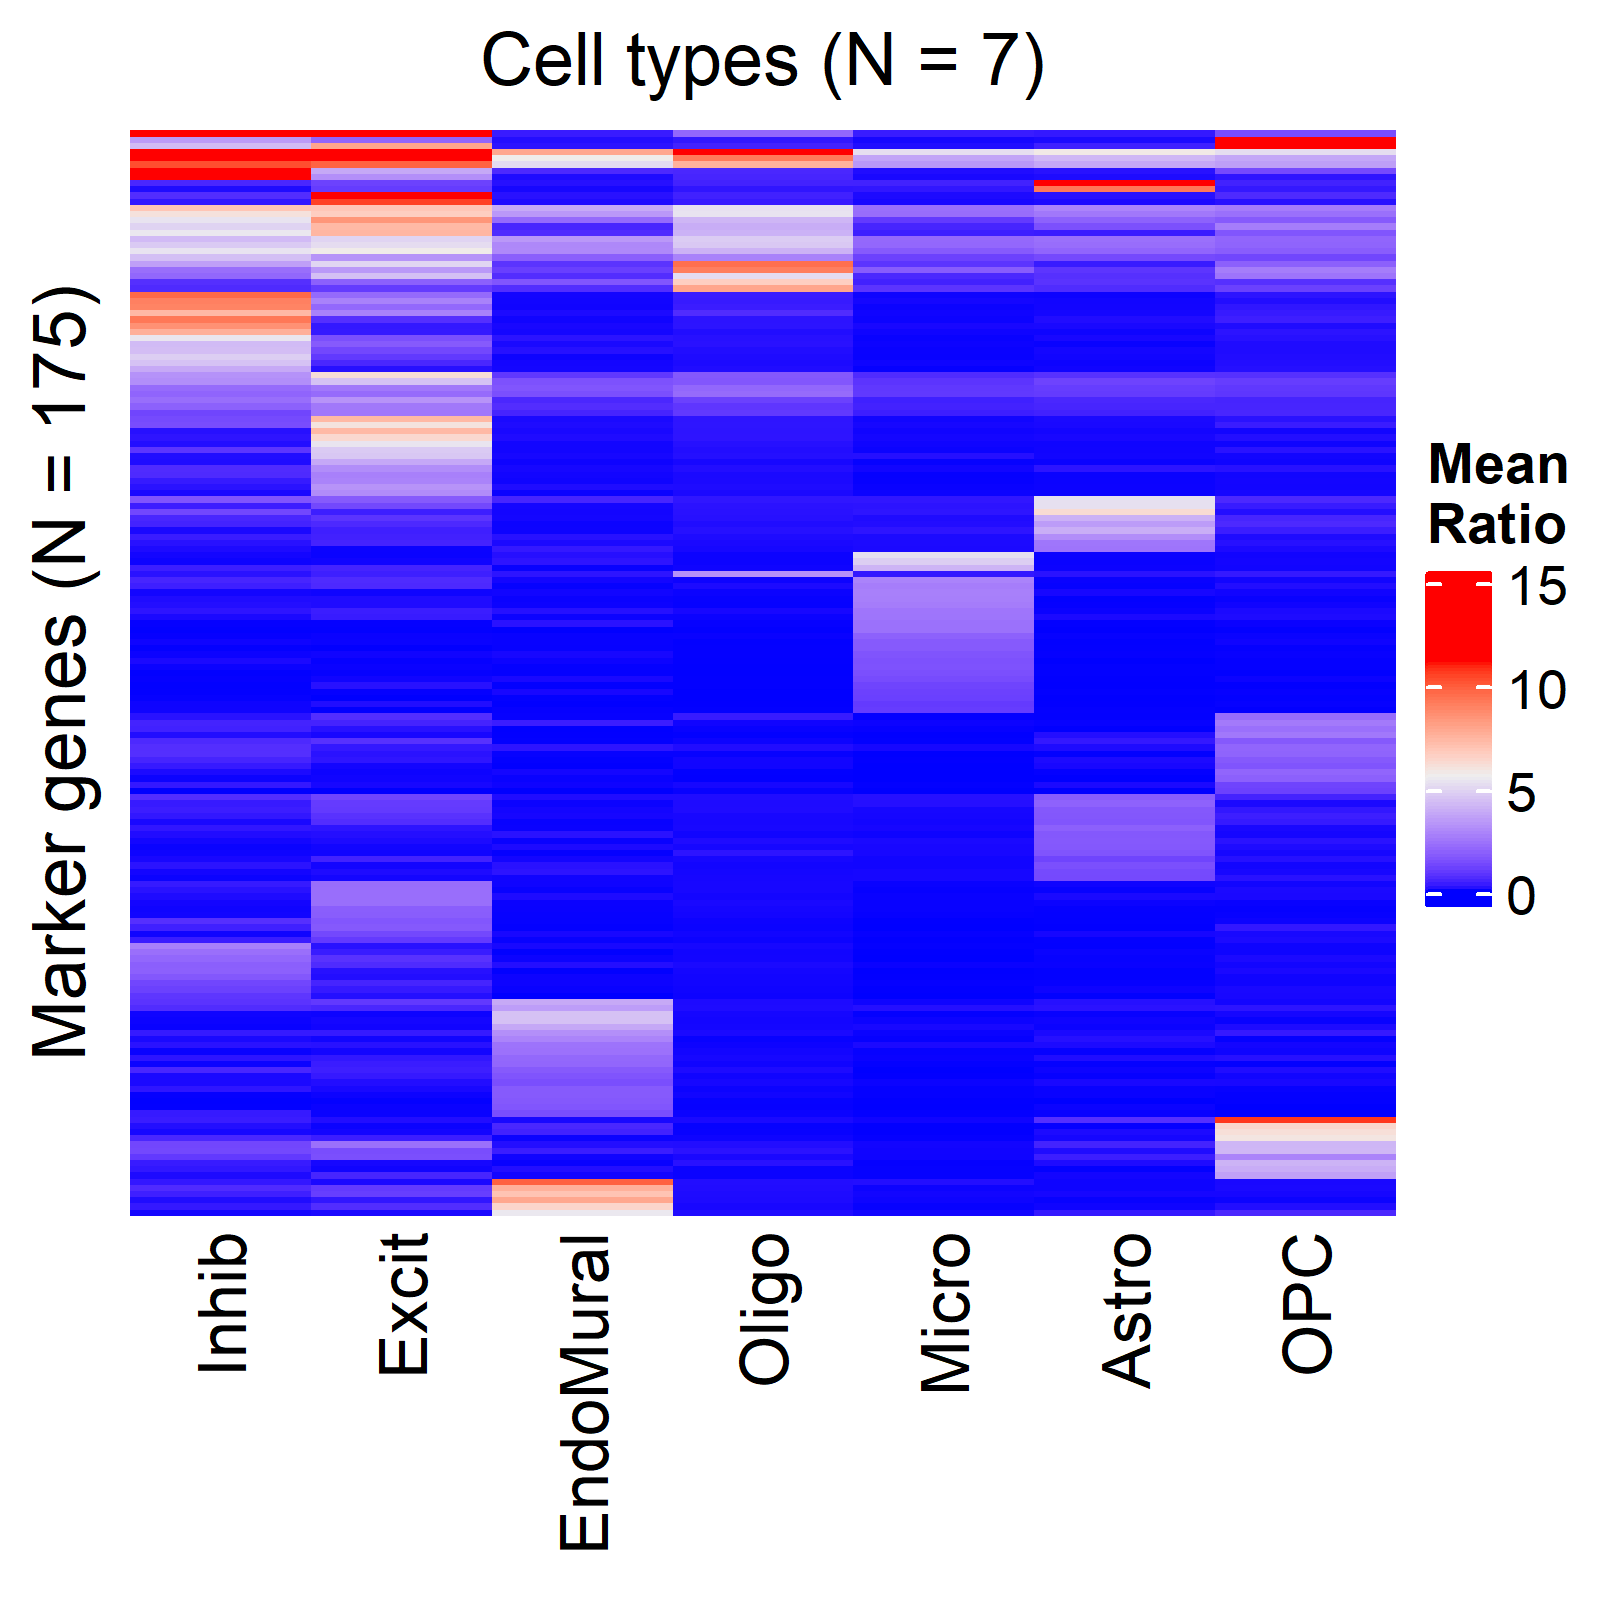 Cell types (N = 7)
Marker genes (N = 175)
Mean
Ratio
15
10
5
0
Inhib
Excit
EndoMural
Oligo
Micro
Astro
OPC